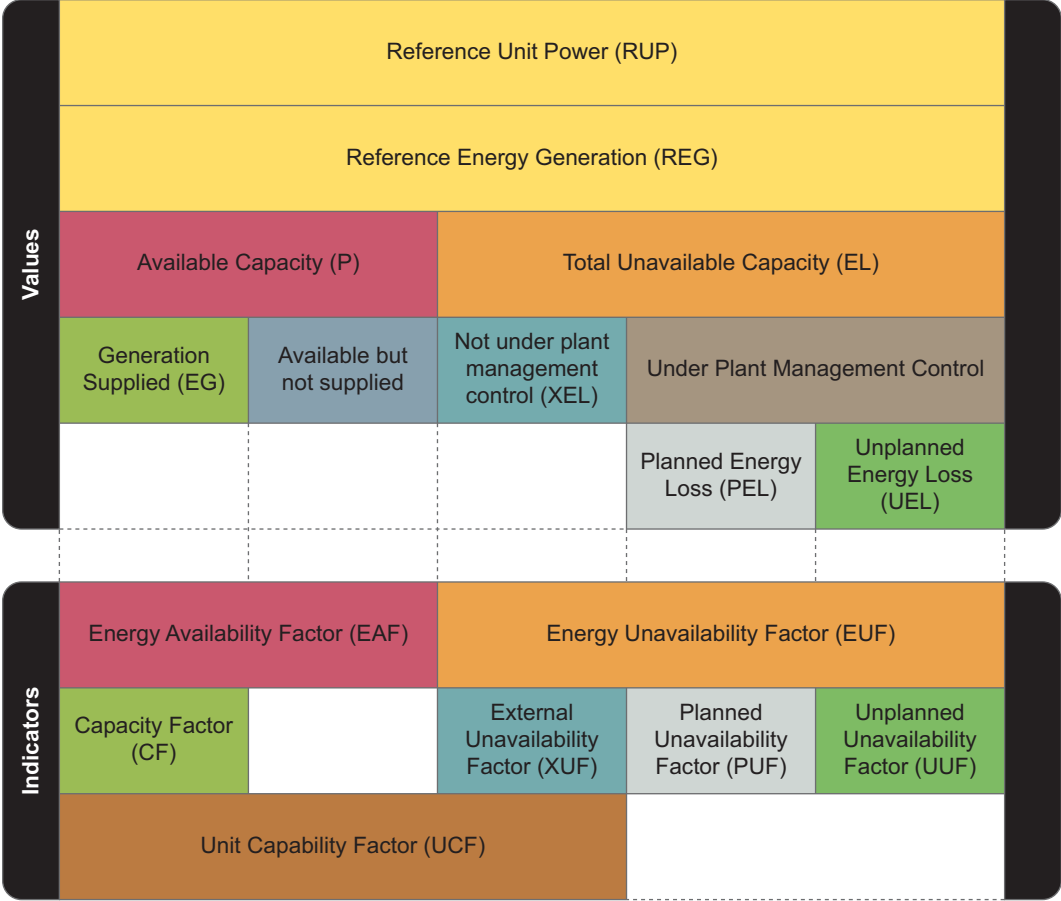 Values
Reference Unit Power (RUP)
Reference Energy Generation (REG)
Available Capacity (P)
Total Unavailable Capacity (EL)
Generation
Supplied (EG)
Available but
not supplied
Not under plant
management
control (XEL)
Under Plant Management Control
Planned Energy
Loss (PEL)
Unplanned
Energy Loss
(UEL)
Indicators
Energy Availability Factor (EAF)
Energy Unavailability Factor (EUF)
Capacity Factor
(CF)
External
Unavailability
Factor (XUF)
Planned
Unavailability
Factor (PUF)
Unplanned
Unavailability
Factor (UUF)
Unit Capability Factor (UCF)